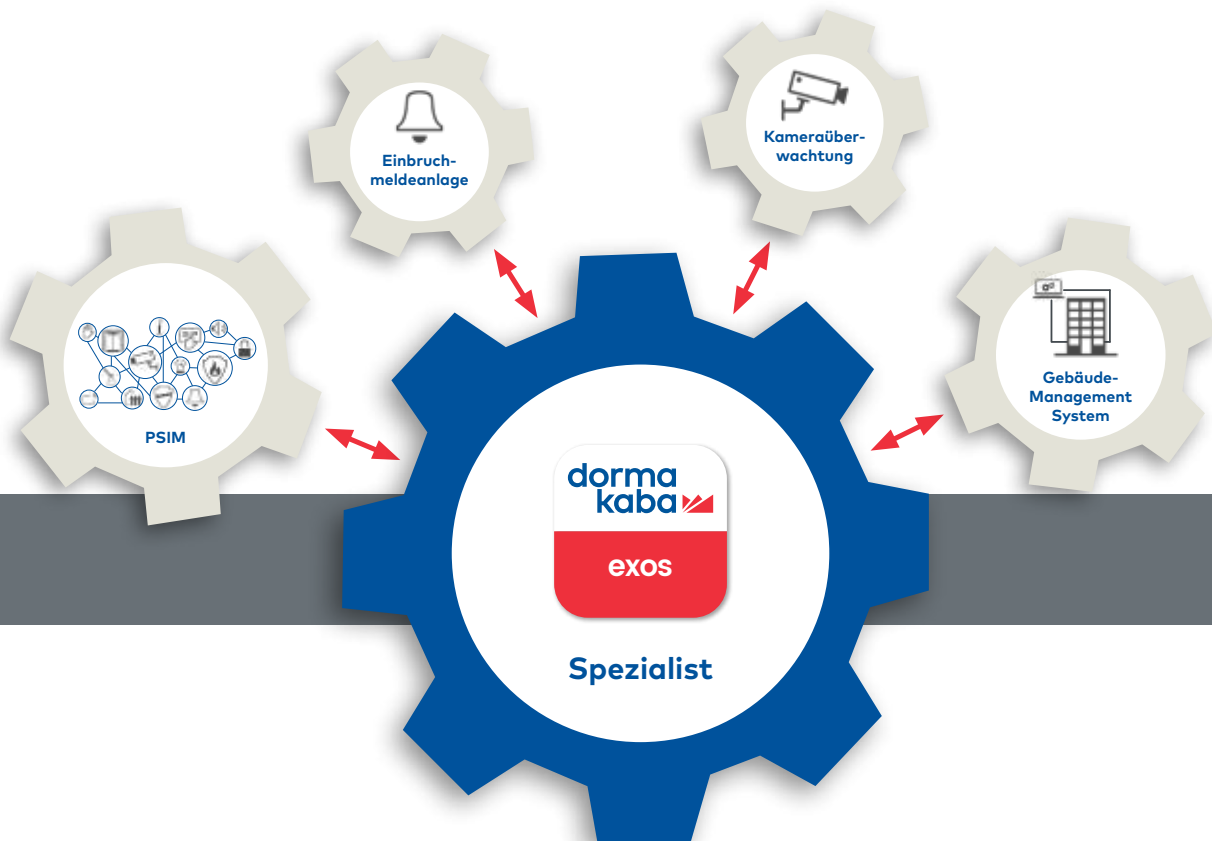 Einbruch-
meldeanlage
Kameraüber-
wachtung
PSIM
Gebäude-
Management
System
dorma
kaba
exos
Spezialist